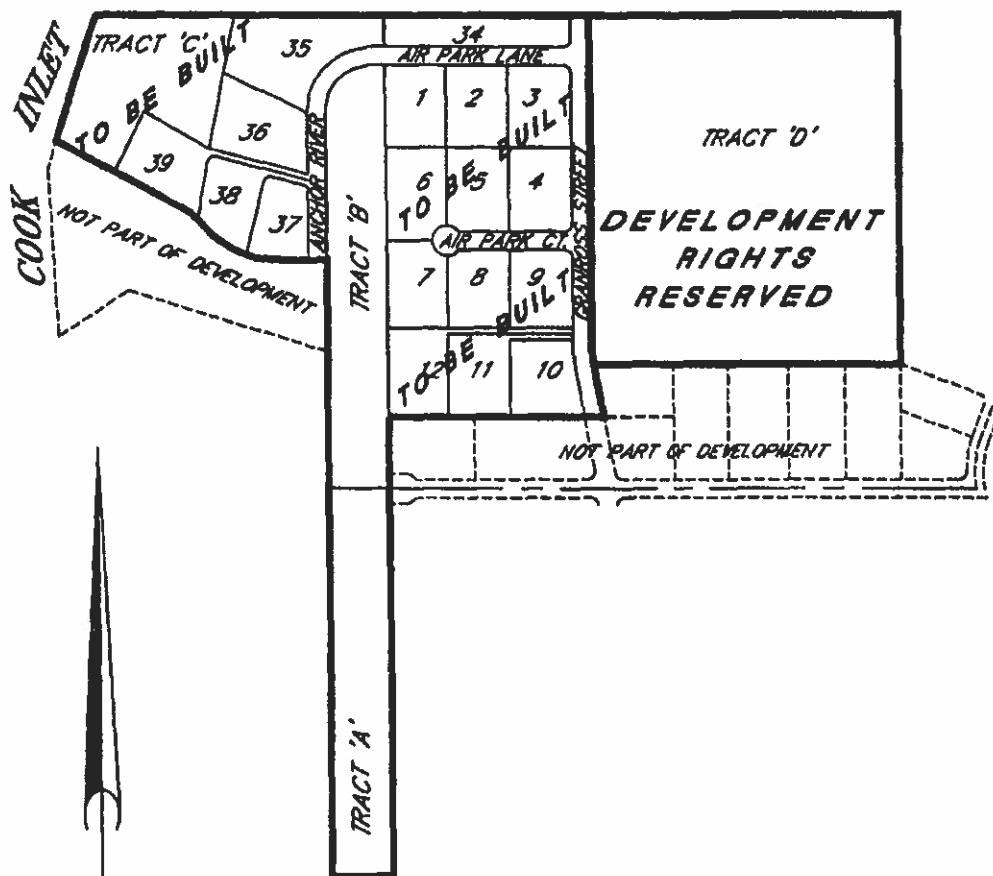 COOK INLET
TRACT 'C'
TO BE BUILT
35
34
AIR PARK LANE
36
39
38
37
ANCHOR RIVER
NOT PART OF DEVELOPMENT
TRACT 'B'
1
2
3
6
5
4
TO BE BUILT
AIR PARK CT.
CRANROSS STREET
7
8
9
12
11
10
TO BE BUILT
TRACT 'D'
DEVELOPMENT
RIGHTS
RESERVED
NOT PART OF DEVELOPMENT
TRACT 'A'